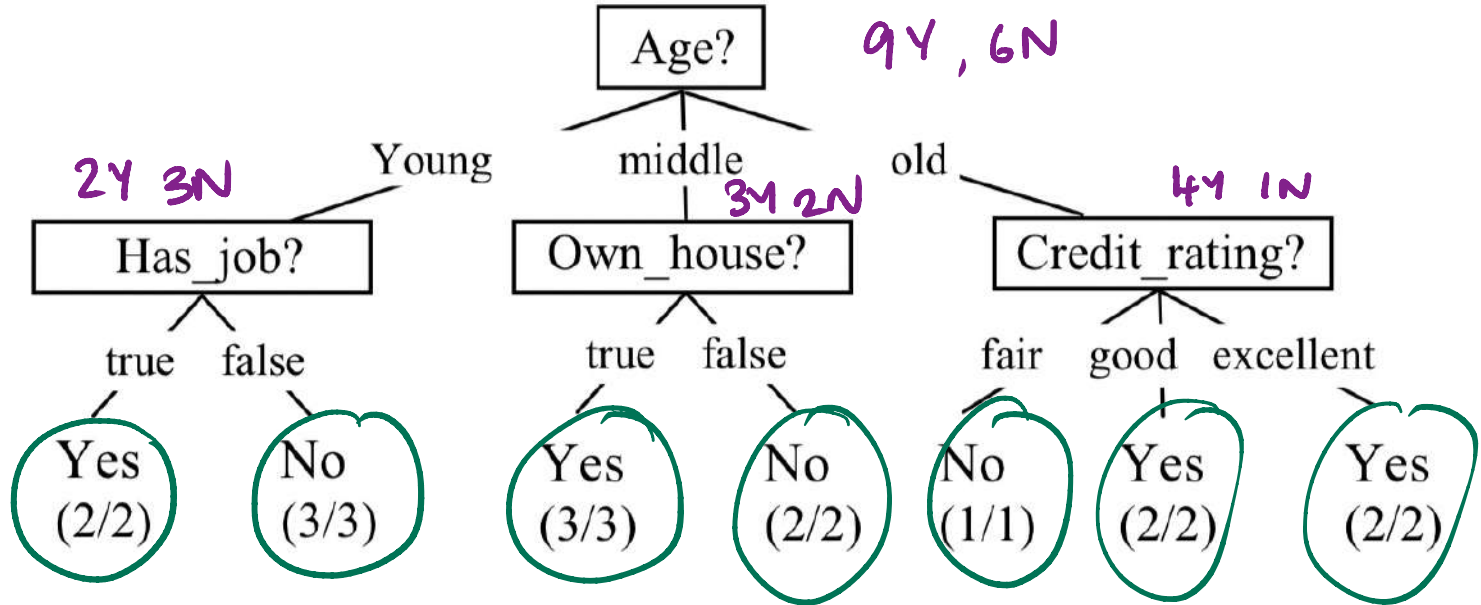 Age? 9Y, 6N
Young middle old
2Y 3N 3Y 2N 4Y 1N
Has_job? Own_house? Credit_rating?
true false true false fair good excellent
Yes No Yes No No Yes Yes
(2/2) (3/3) (3/3) (2/2) (1/1) (2/2) (2/2)